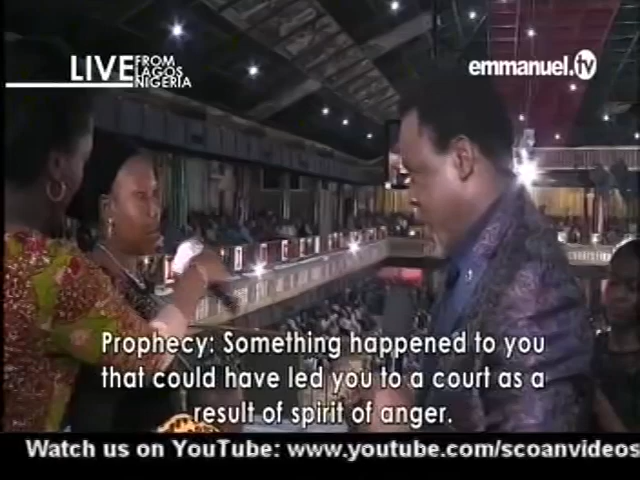 LIVE FROM
LAGOS
NIGERIA
emmanuel.tv
Prophecy: Something happened to you
that could have led you to a court as a
result of spirit of anger.
Watch us on YouTube: www.youtube.com/scoanvideos